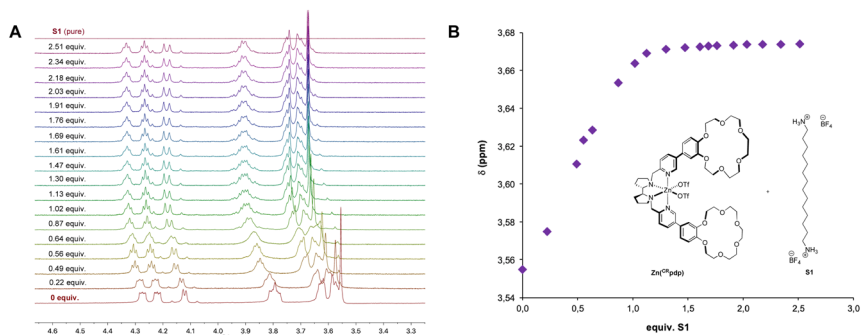 A
S1 (pure)
2.51 equiv.
2.34 equiv.
2.18 equiv.
2.03 equiv.
1.91 equiv.
1.76 equiv.
1.69 equiv.
1.61 equiv.
1.47 equiv.
1.30 equiv.
1.13 equiv.
1.02 equiv.
0.87 equiv.
0.64 equiv.
0.56 equiv.
0.49 equiv.
0.22 equiv.
0 equiv.
4.6 4.5 4.4 4.3 4.2 4.1 4.0 3.9 3.8 3.7 3.6 3.5 3.4 3.3
B
δ (ppm)
3,68
3,66
3,64
3,62
3,60
3,58
3,56
3,54
0,0 0,5 1,0 1,5 2,0 2,5 3,0
equiv. S1
O O O O O O
N N Zn N N OTf OTf
O O O O O O
Zn(CRpdp)
+
H3N ⊕ ⊖ BF4
⊖ BF4 ⊕ NH3
S1